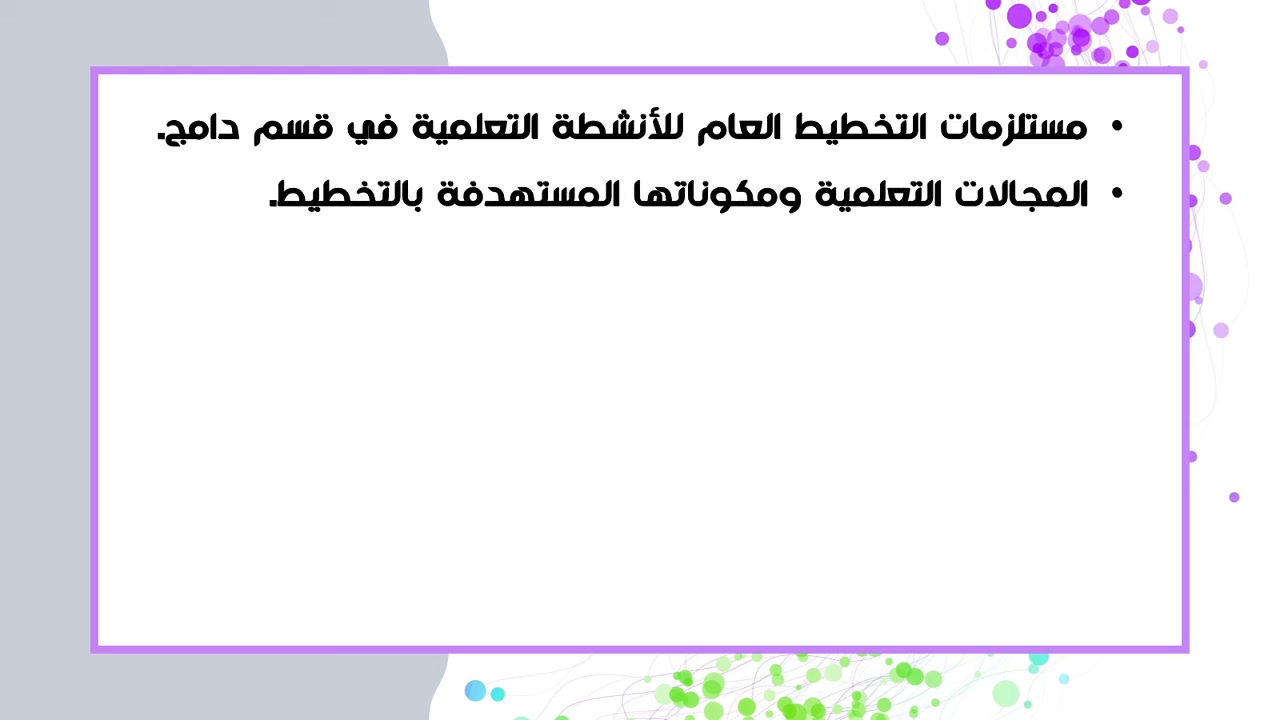 • مستلزمات التخطيط العام للأنشطة التعلمية في قسم دامج.
• المجالات التعلمية ومكوناتها المستهدفة بالتخطيط.